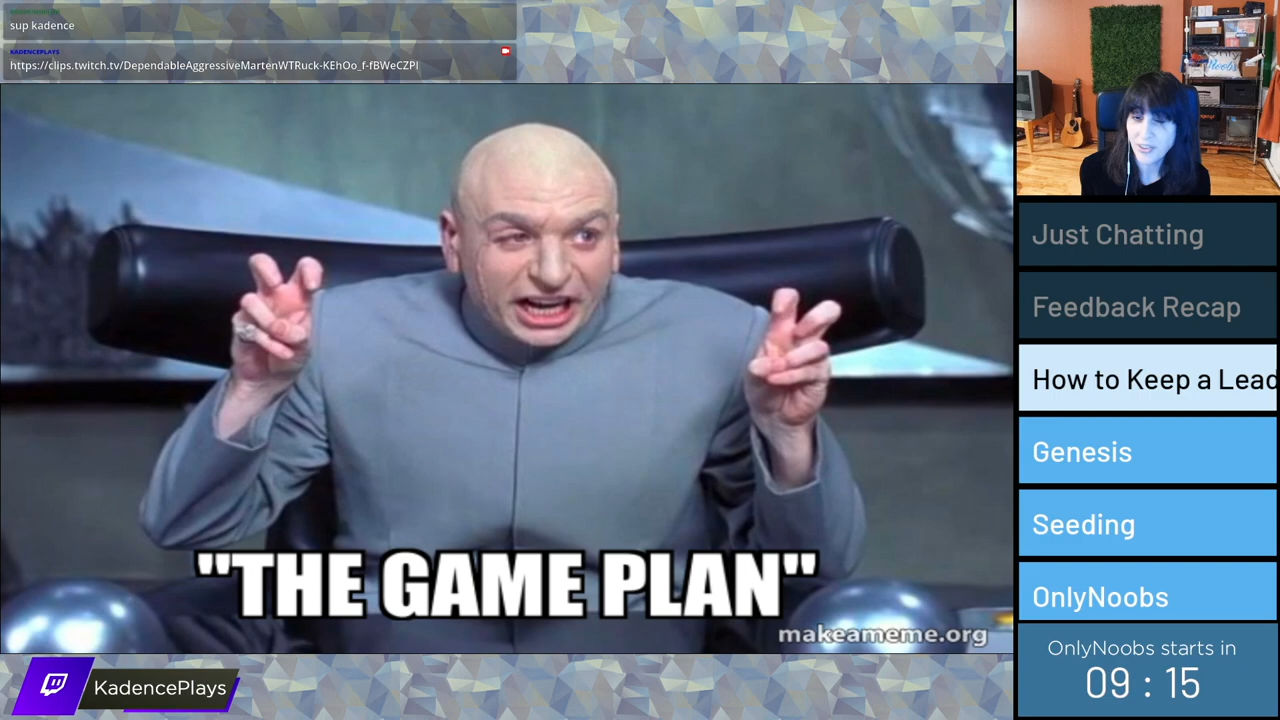 sup kadence
KADENCEPLAYS
https://clips.twitch.tv/DependableAggressiveMartenWTRuck-KEhOo_f-fBWeCZPI
"THE GAME PLAN"
makeameme.org
KadencePlays
Just Chatting
Feedback Recap
How to Keep a Lead
Genesis
Seeding
OnlyNoobs
OnlyNoobs starts in
09 : 15